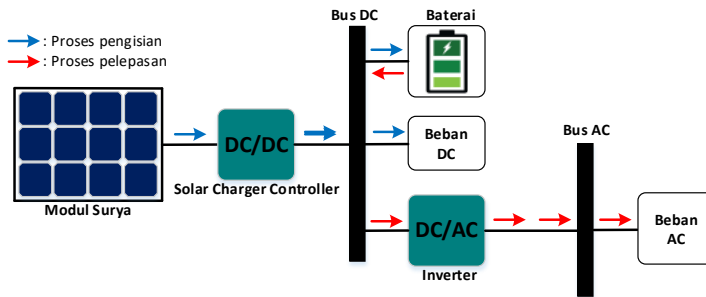 Bus DC
Baterai
: Proses pengisian
: Proses pelepasan
DC/DC
Solar Charger Controller
Modul Surya
Beban
DC
Bus AC
DC/AC
Inverter
Beban
AC